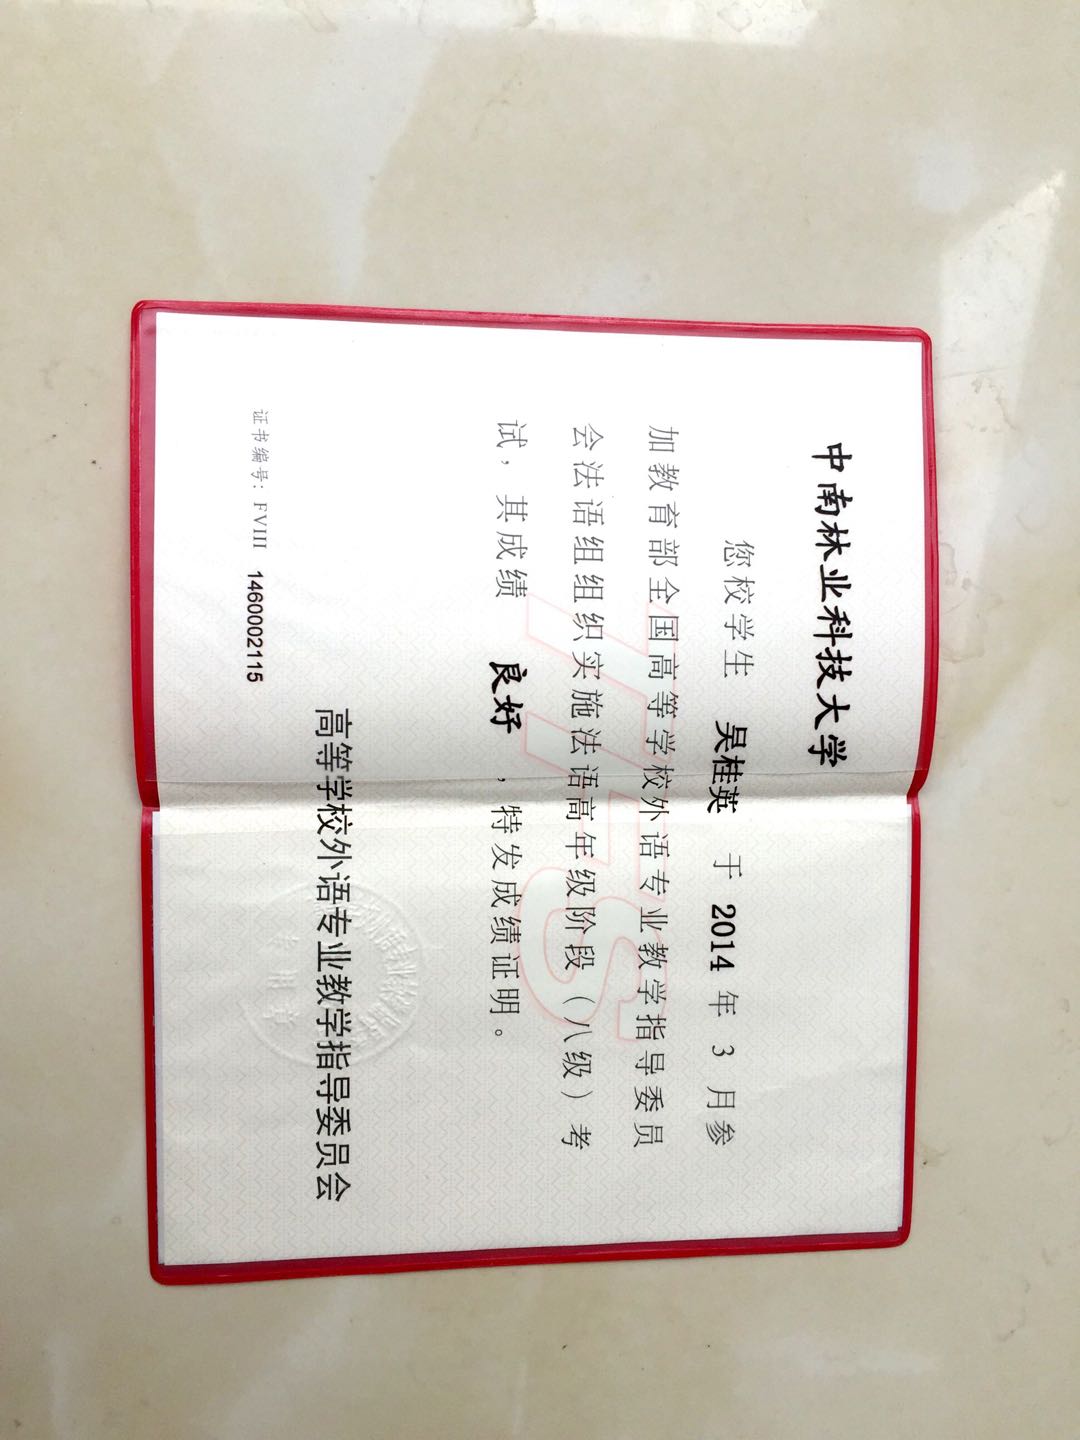 中南林业科技大学
您校学生 吴桂英 于 2014 年 3 月参
加教育部全国高等学校外语专业教学指导委员
会法语组组织实施法语高年级阶段（八级）考
试，其成绩 良好 ，特发成绩证明。
高等学校外语专业教学指导委员会
证书编号：FVIII 1460002115